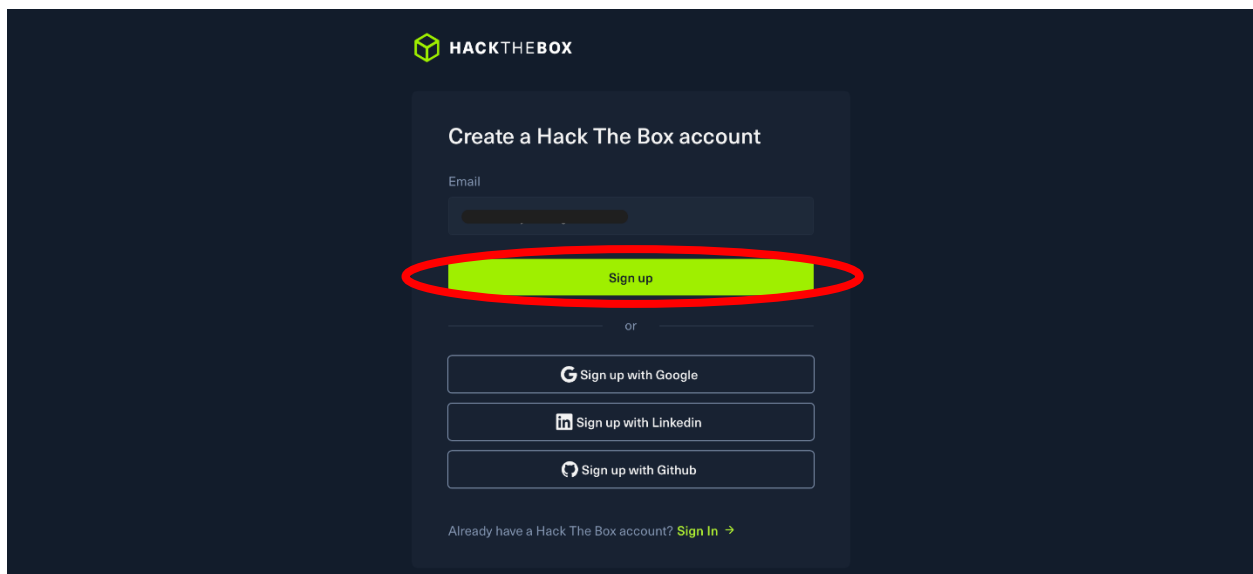 HACKTHEBOX
Create a Hack The Box account
Email
Sign up
or
Sign up with Google
in Sign up with Linkedin
Sign up with Github
Already have a Hack The Box account? Sign In →